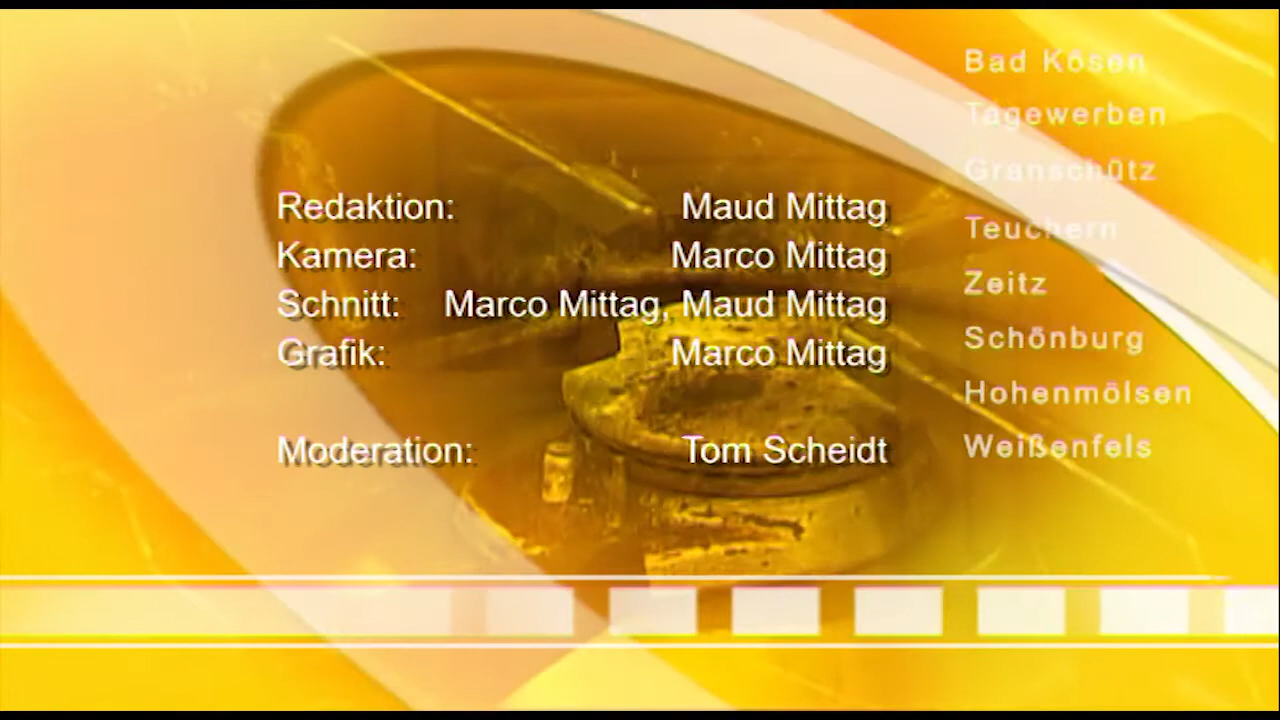 Redaktion: Maud Mittag
Kamera: Marco Mittag
Schnitt: Marco Mittag, Maud Mittag
Grafik: Marco Mittag
Moderation: Tom Scheidt
Bad Kösen
Tagewerben
Granschütz
Teuchern
Zeitz
Schönburg
Hohenmölsen
Weißenfels